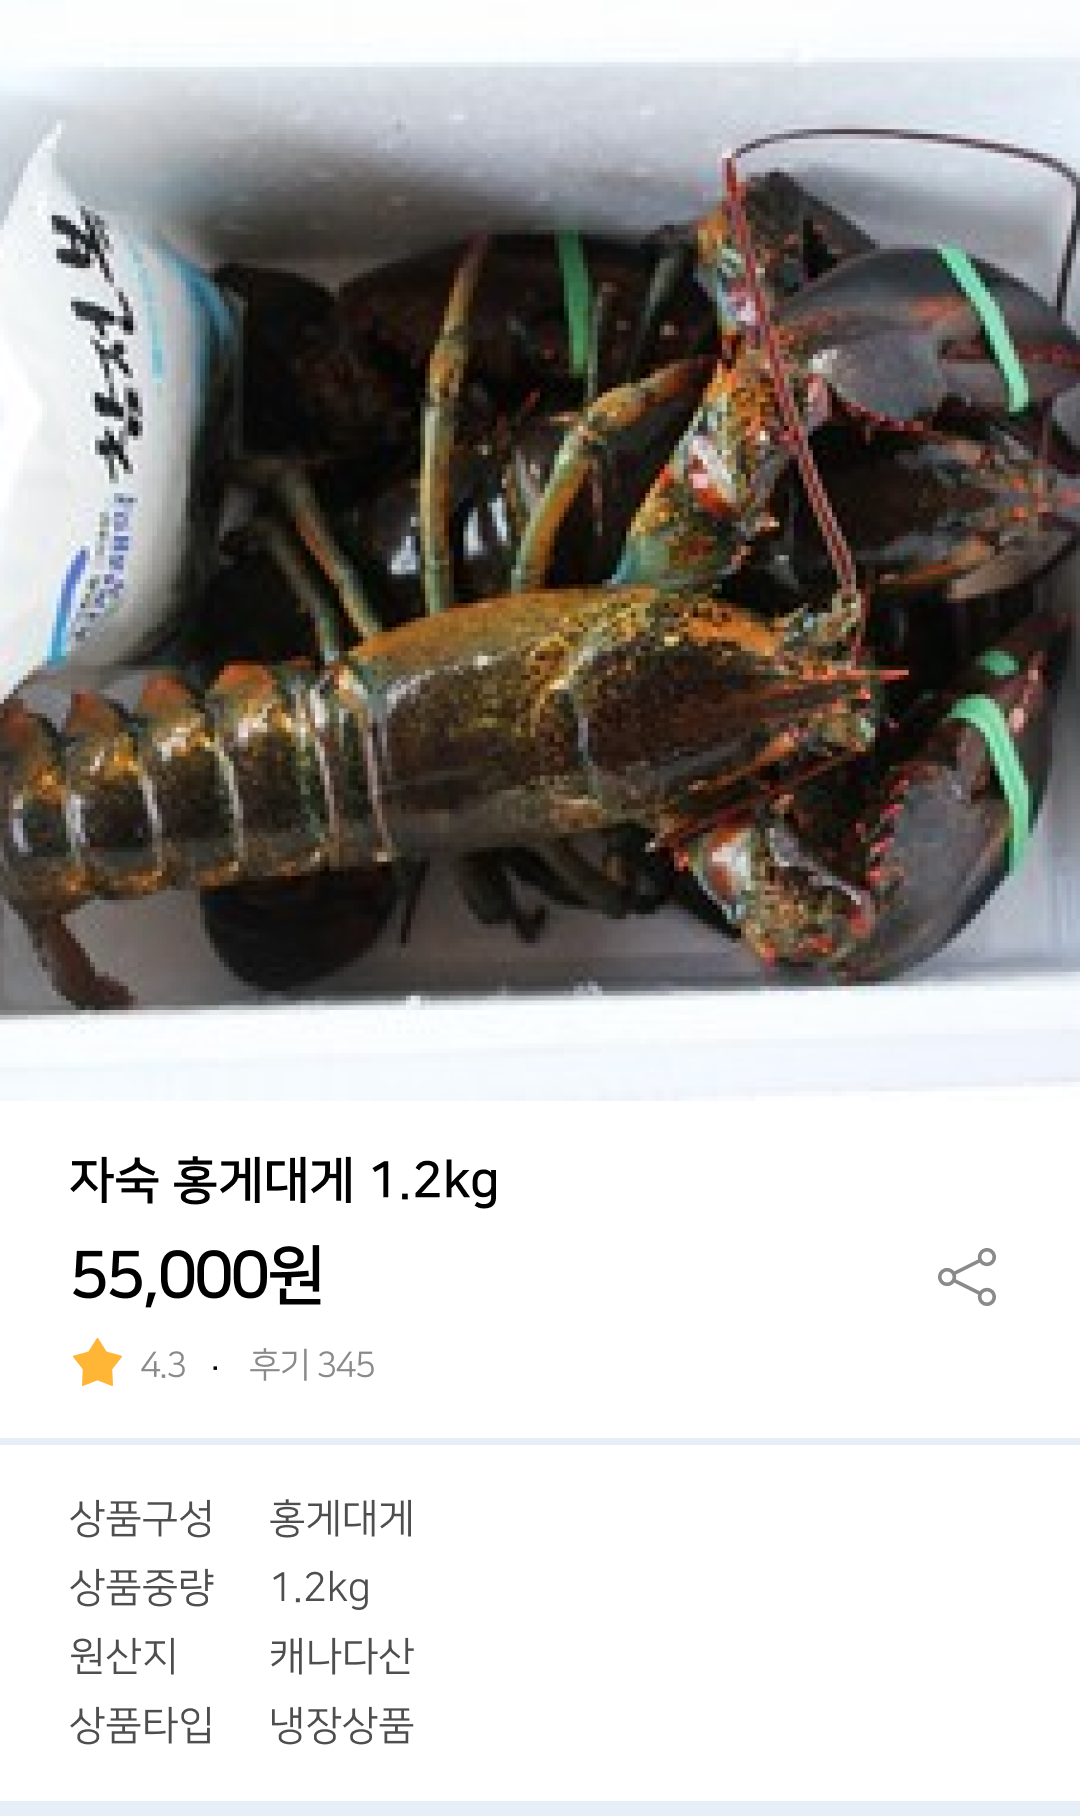 자숙 홍게대게 1.2kg
55,000원
4.3 · 후기 345
상품구성 홍게대게
상품중량 1.2kg
원산지 캐나다산
상품타입 냉장상품